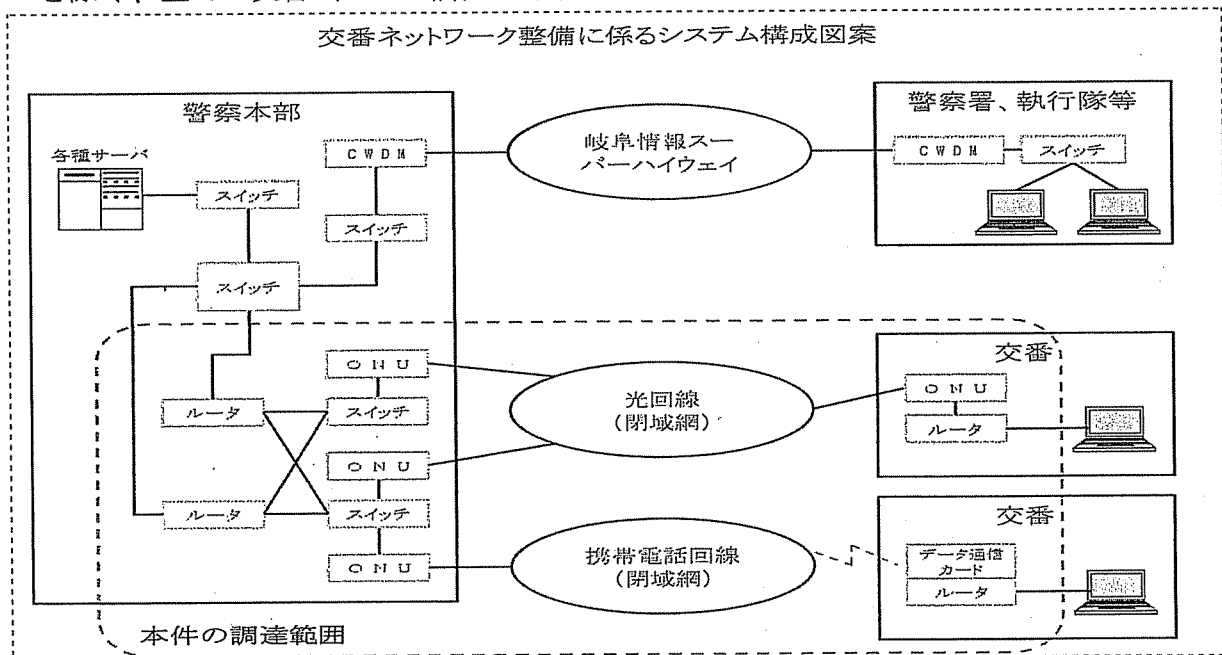 交番ネットワーク整備に係るシステム構成図案
警察本部
各種サーバ
スイッチ
CWDM
スイッチ
スイッチ
岐阜情報スー
パーハイウェイ
警察署、執行隊等
CWDM
スイッチ
ONU
ルータ
スイッチ
ONU
ルータ
スイッチ
ONU
光回線
(閉域網)
携帯電話回線
(閉域網)
交番
ONU
ルータ
交番
データ通信
カード
ルータ
本件の調達範囲